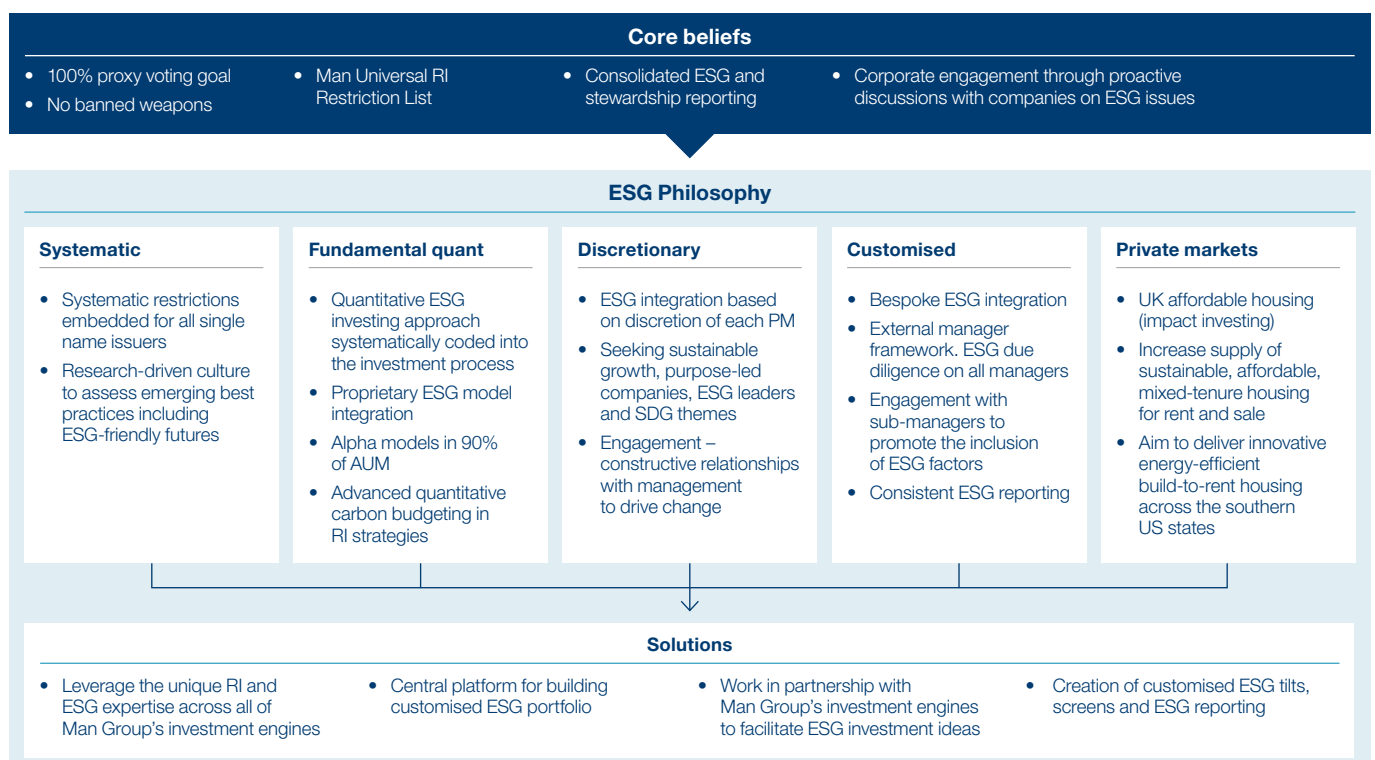 Core beliefs
• 100% proxy voting goal
• No banned weapons
• Man Universal RI
Restriction List
• Consolidated ESG and
stewardship reporting
• Corporate engagement through proactive
discussions with companies on ESG issues
ESG Philosophy
Systematic
• Systematic restrictions
embedded for all single
name issuers
• Research-driven culture
to assess emerging best
practices including
ESG-friendly futures
Fundamental quant
• Quantitative ESG
investing approach
systematically coded into
the investment process
• Proprietary ESG model
integration
• Alpha models in 90%
of AUM
• Advanced quantitative
carbon budgeting in
RI strategies
Discretionary
• ESG integration based
on discretion of each PM
• Seeking sustainable
growth, purpose-led
companies, ESG leaders
and SDG themes
• Engagement –
constructive relationships
with management
to drive change
Customised
• Bespoke ESG integration
• External manager
framework. ESG due
diligence on all managers
• Engagement with
sub-managers to
promote the inclusion
of ESG factors
• Consistent ESG reporting
Private markets
• UK affordable housing
(impact investing)
• Increase supply of
sustainable, affordable,
mixed-tenure housing
for rent and sale
• Aim to deliver innovative
energy-efficient
build-to-rent housing
across the southern
US states
Solutions
• Leverage the unique RI and
ESG expertise across all of
Man Group's investment engines
• Central platform for building
customised ESG portfolio
• Work in partnership with
Man Group's investment engines
to facilitate ESG investment ideas
• Creation of customised ESG tilts,
screens and ESG reporting